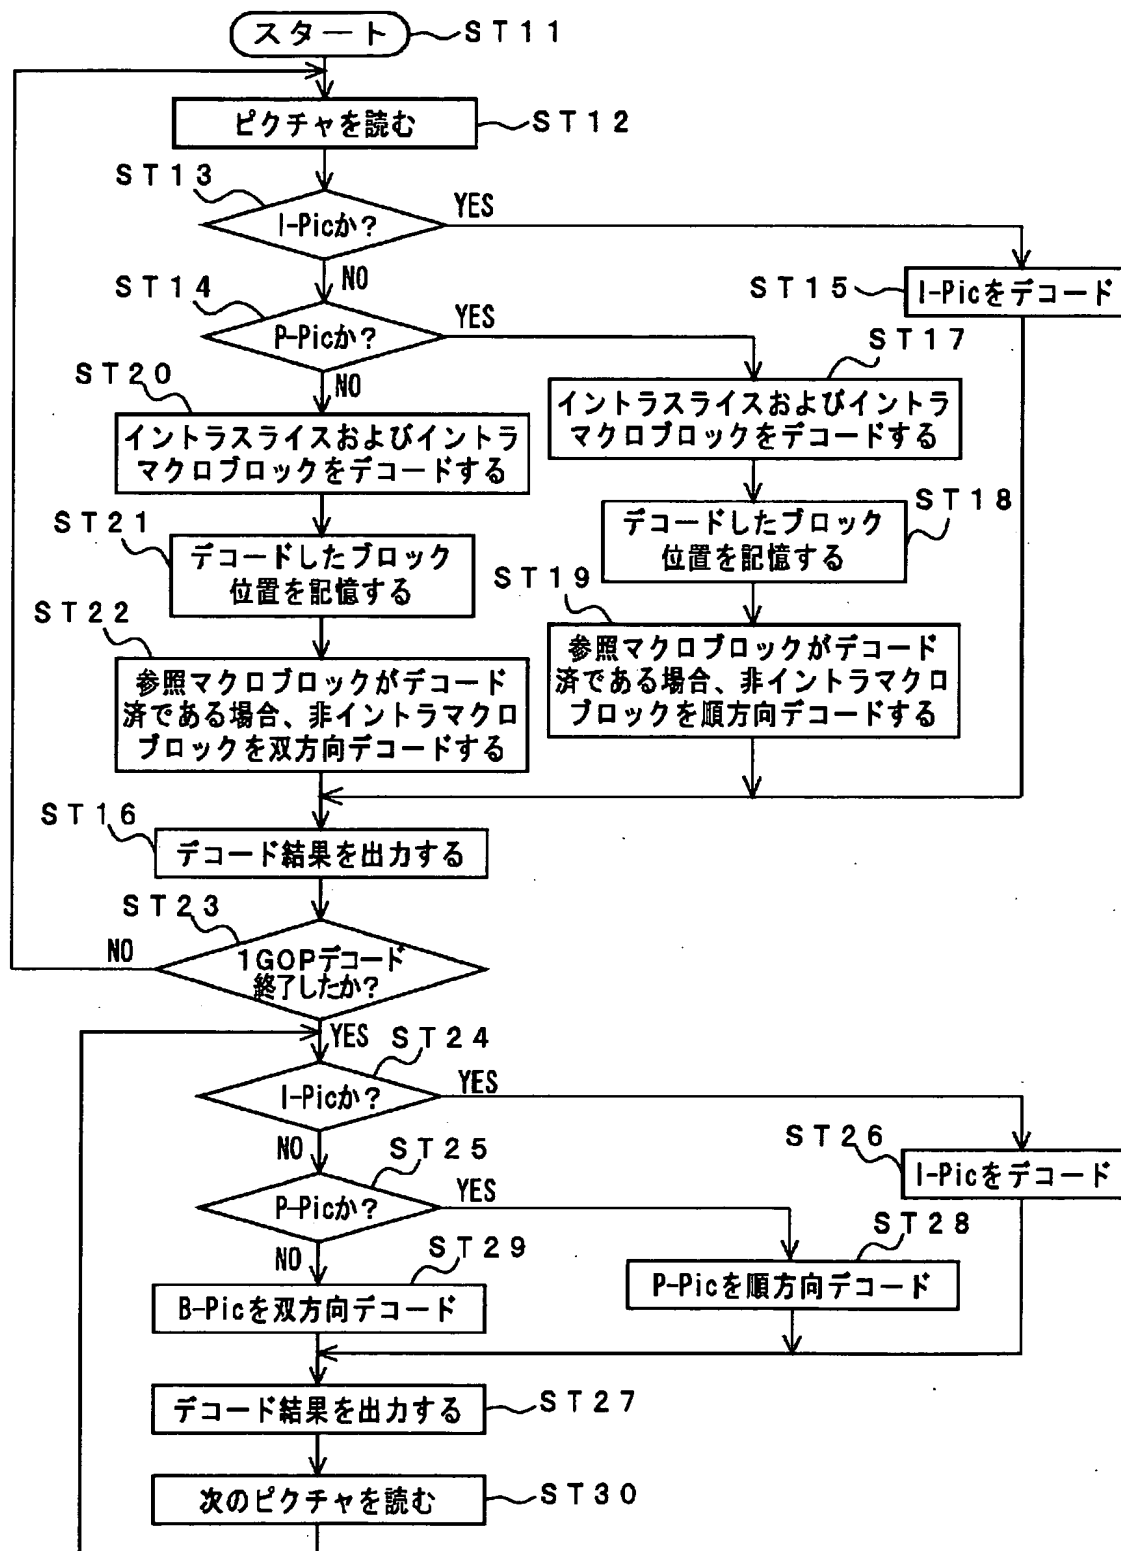 スタート
ST11
ピクチャを読む
ST12
ST13
I-Picか?
YES
NO
ST14
P-Picか?
YES
NO
ST15
I-Picをデコード
ST17
イントラスライスおよびイントラ
マクロブロックをデコードする
ST20
イントラスライスおよびイントラ
マクロブロックをデコードする
ST18
デコードしたブロック
位置を記憶する
ST21
デコードしたブロック
位置を記憶する
ST19
参照マクロブロックがデコード
済である場合、非イントラマクロ
ブロックを順方向デコードする
ST22
参照マクロブロックがデコード
済である場合、非イントラマクロ
ブロックを双方向デコードする
ST16
デコード結果を出力する
ST23
NO
1GOPデコード
終了したか?
YES
ST24
I-Picか?
YES
NO
ST25
P-Picか?
YES
NO
ST26
I-Picをデコード
ST28
P-Picを順方向デコード
ST29
B-Picを双方向デコード
デコード結果を出力する
ST27
次のピクチャを読む
ST30